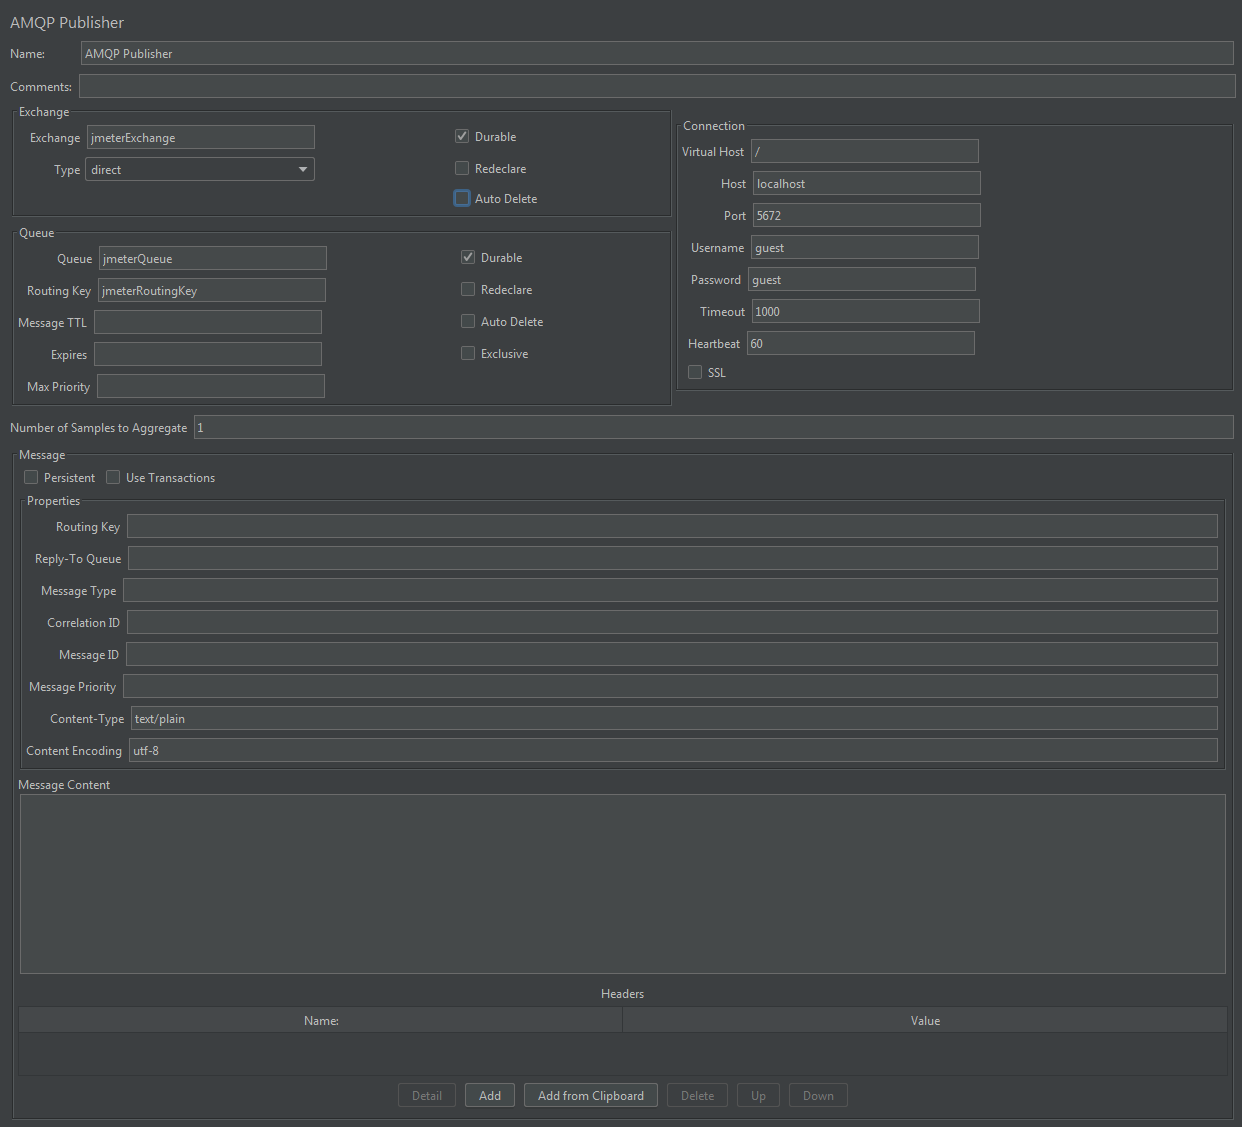 AMQP Publisher
Name: AMQP Publisher
Comments:
Exchange
Exchange jmeterExchange
Durable
Type direct
Redeclare
Auto Delete
Connection
Virtual Host /
Host localhost
Port 5672
Username guest
Password guest
Timeout 1000
Heartbeat 60
SSL
Queue
Queue jmeterQueue
Durable
Routing Key jmeterRoutingKey
Redeclare
Message TTL
Auto Delete
Expires
Exclusive
Max Priority
Number of Samples to Aggregate 1
Message
Persistent Use Transactions
Properties
Routing Key
Reply-To Queue
Message Type
Correlation ID
Message ID
Message Priority
Content-Type text/plain
Content Encoding utf-8
Message Content
Headers
Name: Value
Detail Add Add from Clipboard Delete Up Down